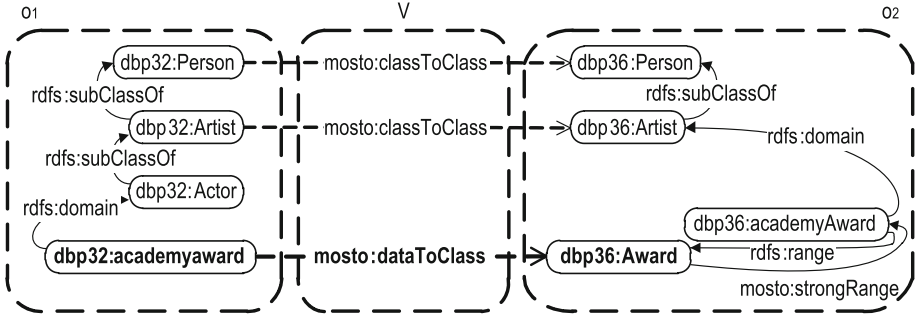 O1 V O2
dbp32:Person mosto:classToClass dbp36:Person
rdfs:subClassOf rdfs:subClassOf
dbp32:Artist mosto:classToClass dbp36:Artist
rdfs:domain
rdfs:subClassOf
dbp32:Actor
rdfs:domain
dbp36:academyAward
dbp32:academyaward mosto:dataToClass dbp36:Award
rdfs:range
mosto:strongRange